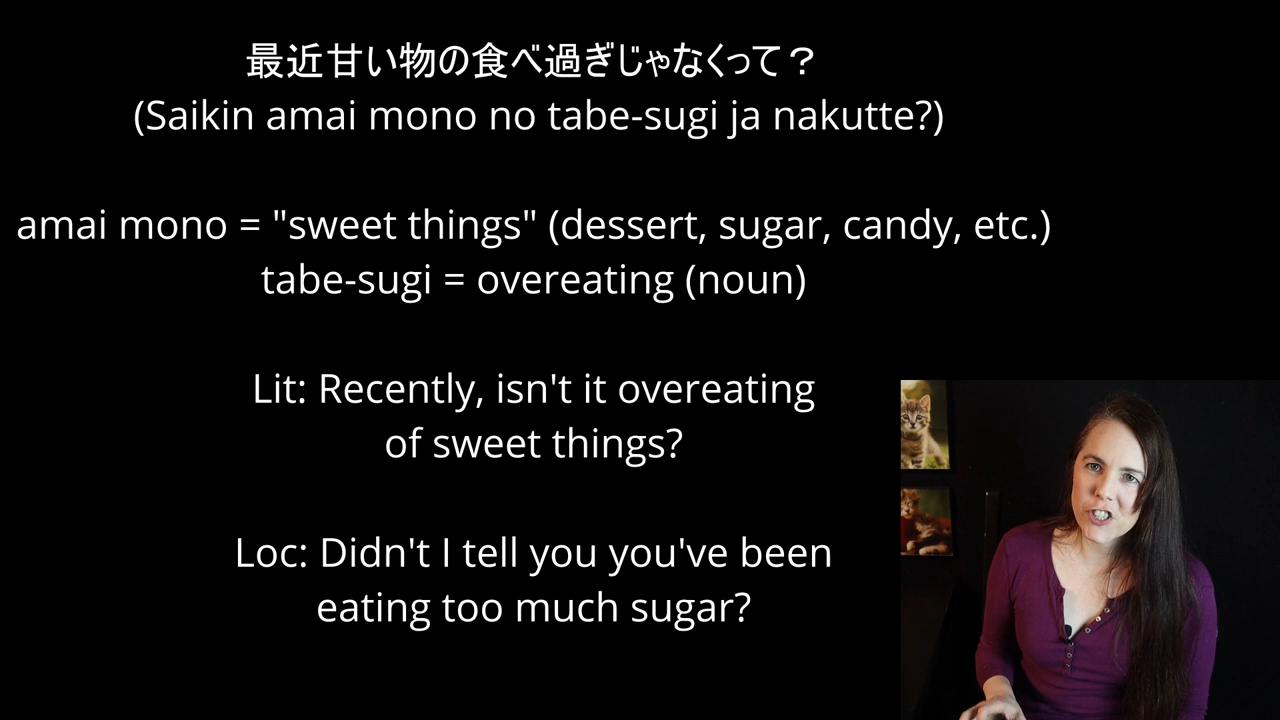 最近甘い物の食べ過ぎじゃなくって？
(Saikin amai mono no tabe-sugi ja nakutte?)
amai mono = "sweet things" (dessert, sugar, candy, etc.)
tabe-sugi = overeating (noun)
Lit: Recently, isn't it overeating
of sweet things?
Loc: Didn't I tell you you've been
eating too much sugar?